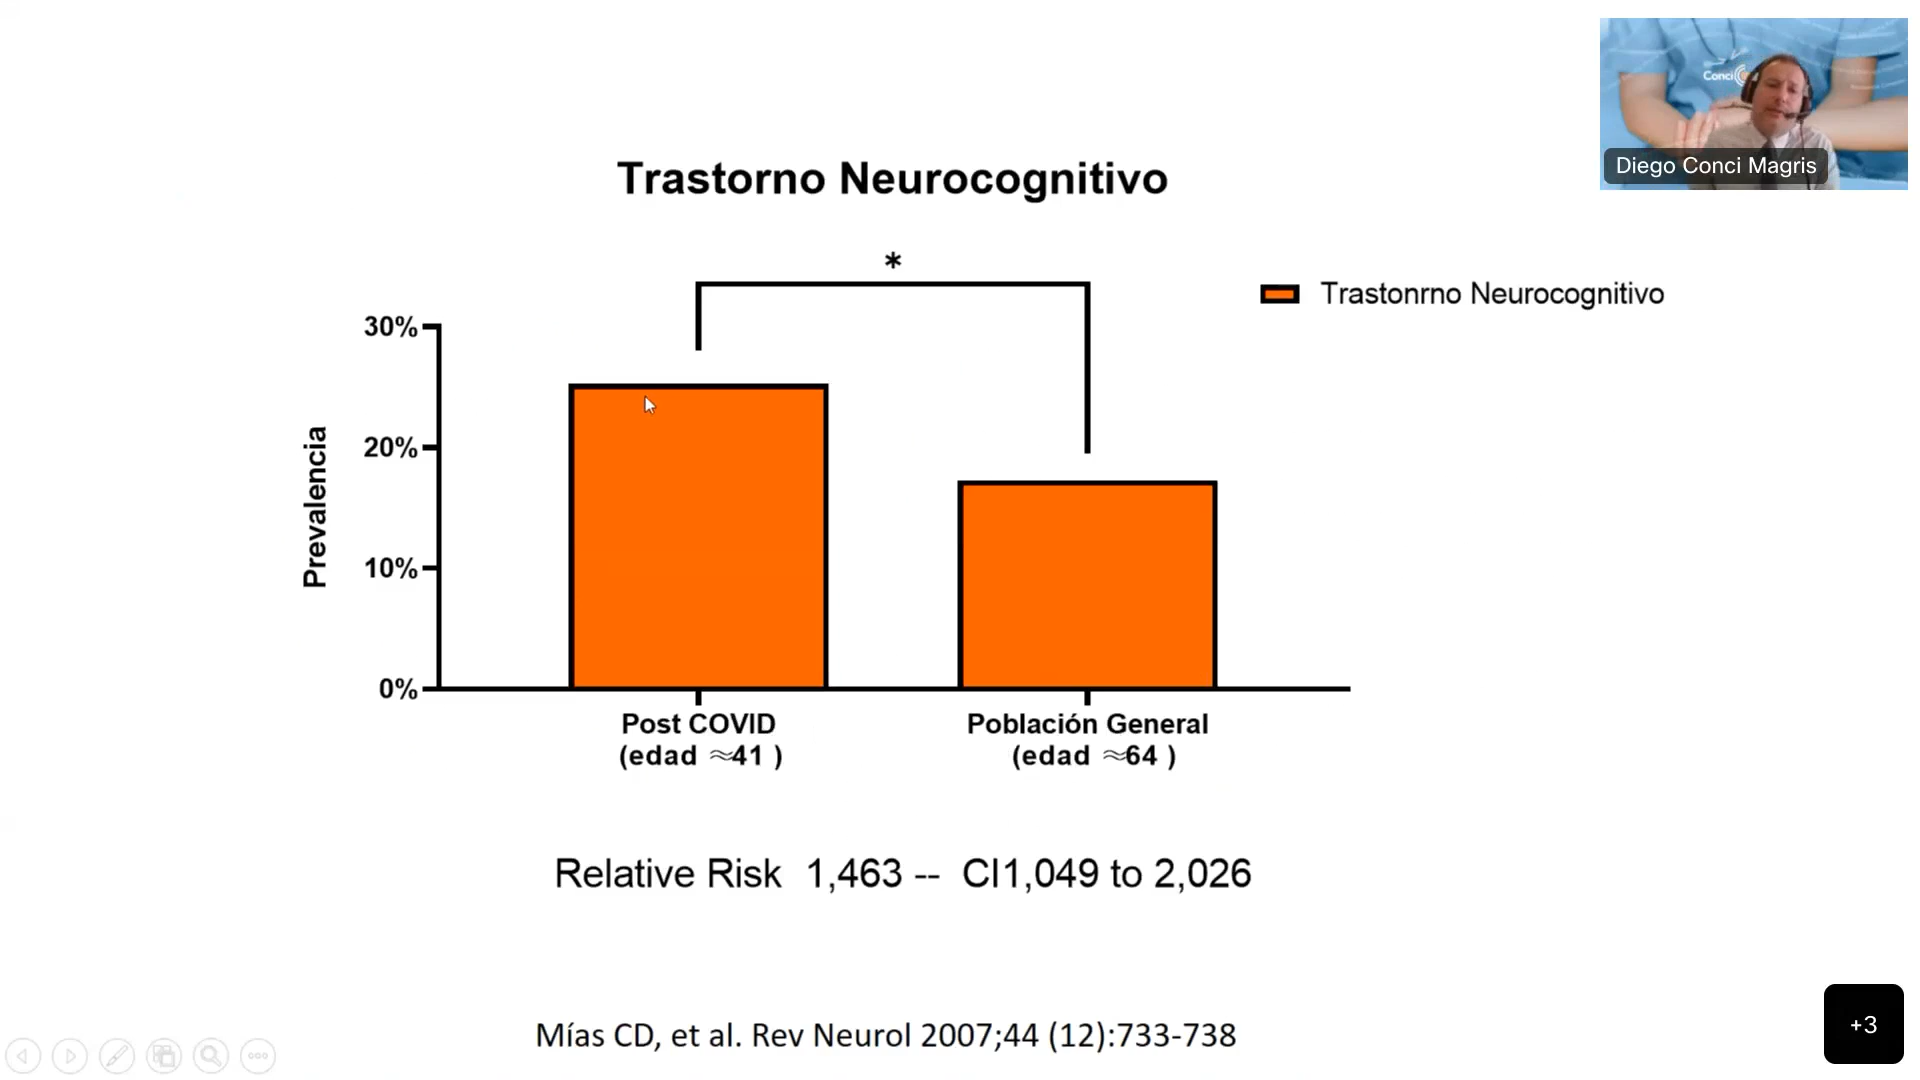 Conci
Diego Conci Magris
Trastorno Neurocognitivo
*
Trastonrno Neurocognitivo
30%
20%
10%
0%
Prevalencia
Post COVID
(edad ≈41 )
Población General
(edad ≈64 )
Relative Risk 1,463 -- CI1,049 to 2,026
Mías CD, et al. Rev Neurol 2007;44 (12):733-738
+3